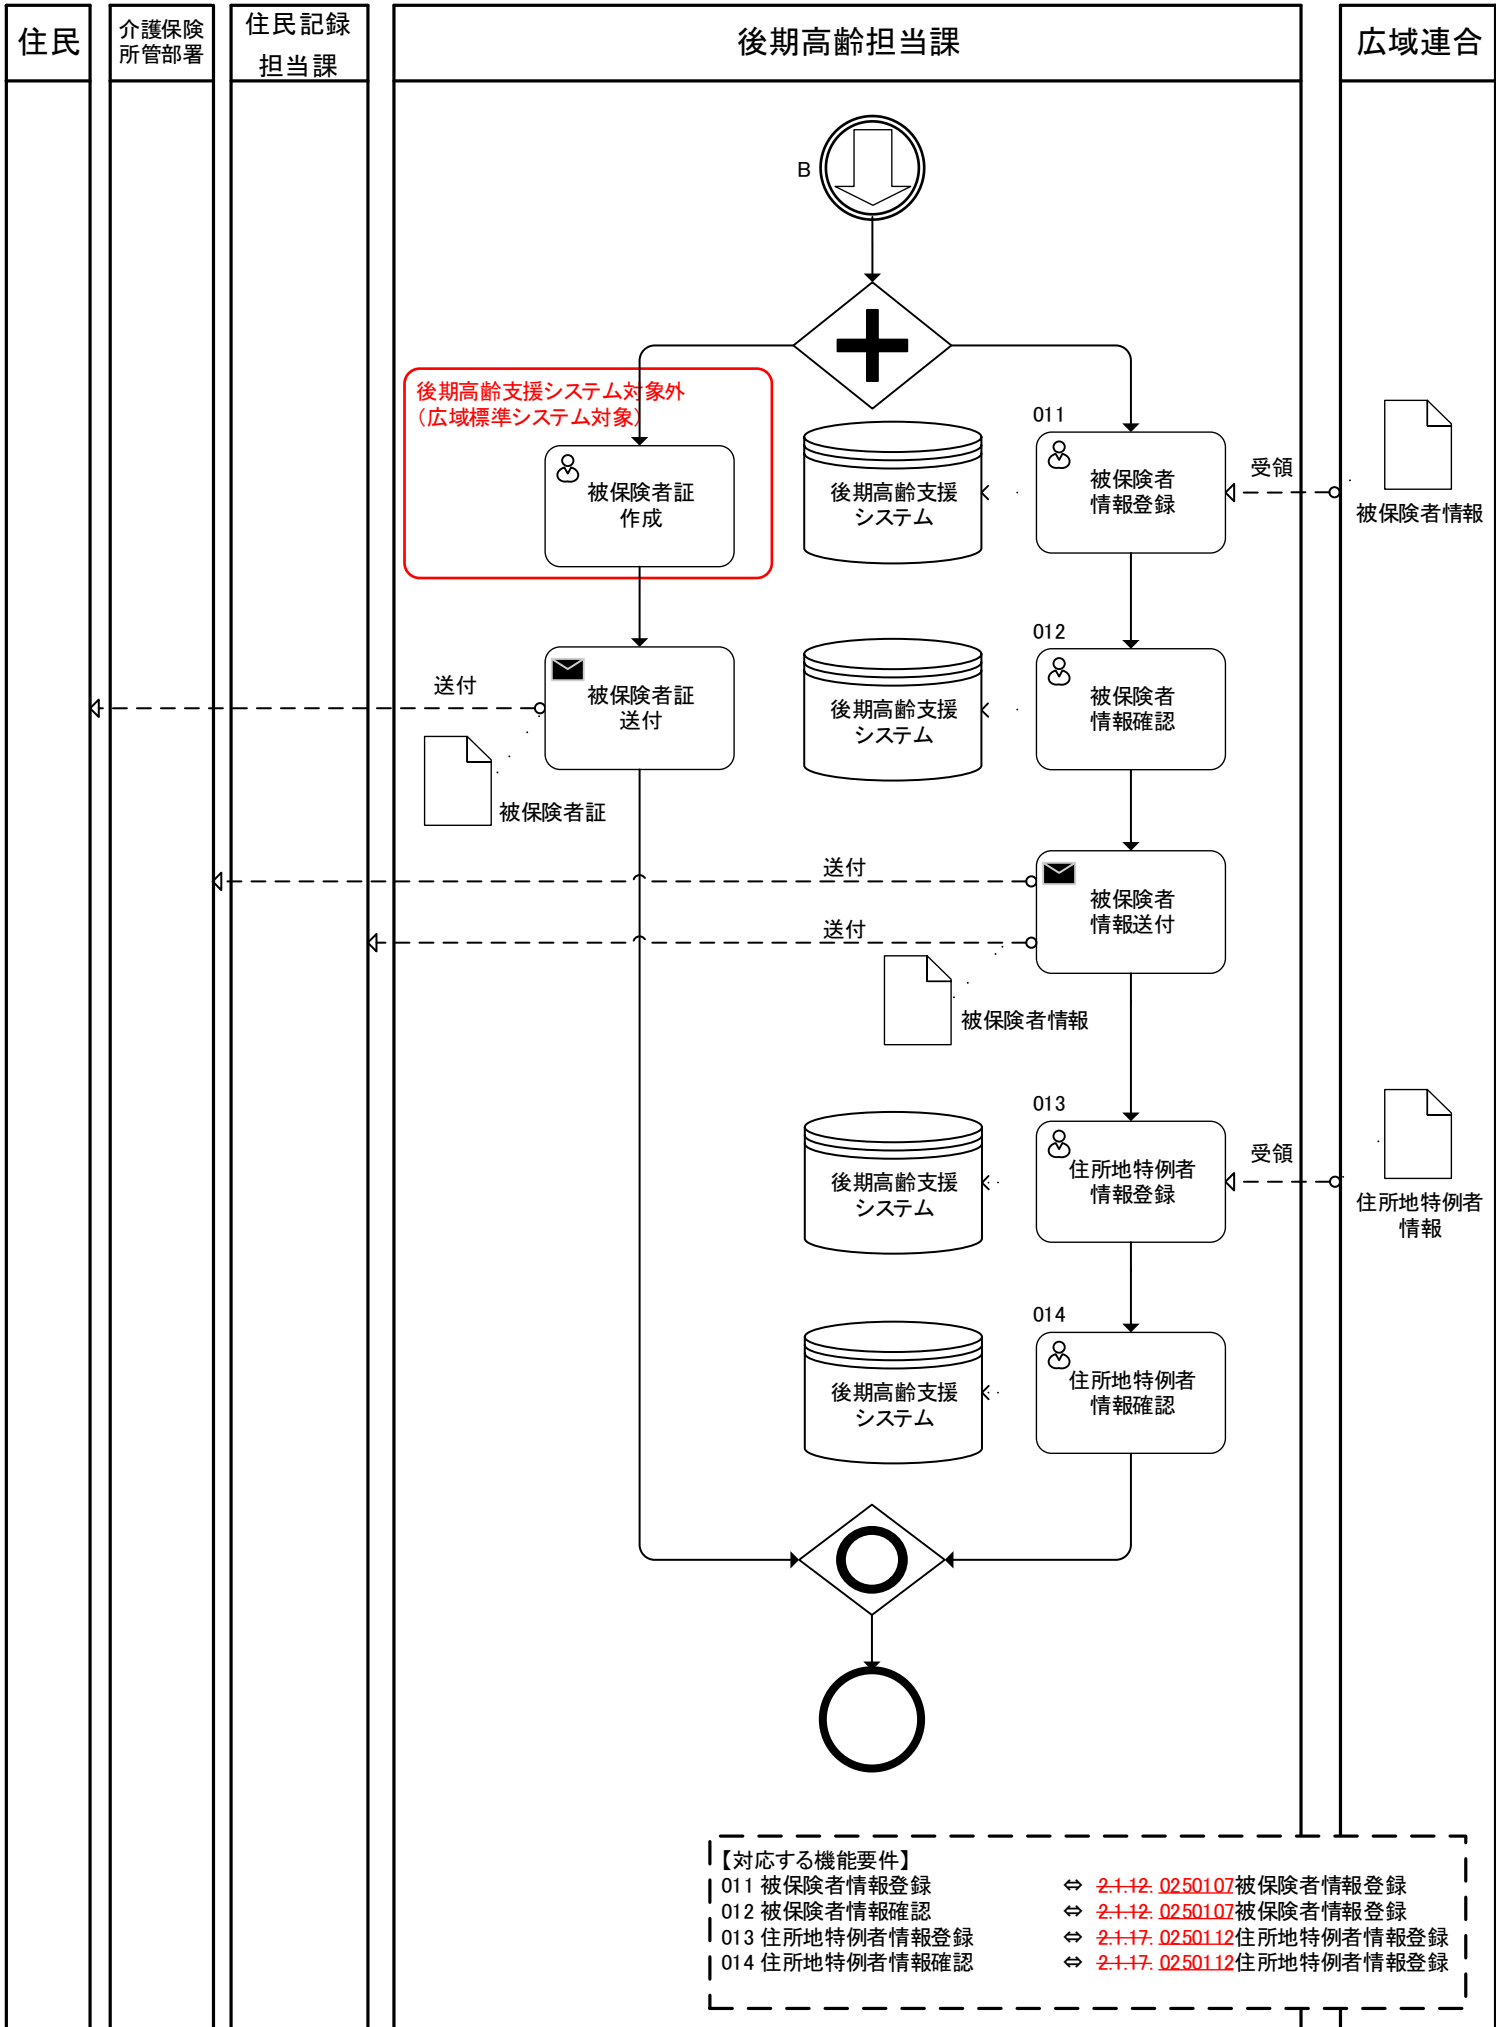 住民
介護保険
所管部署
住民記録
担当課
後期高齢担当課
広域連合
B
後期高齢支援システム対象外
（広域標準システム対象）
被保険者証
作成
後期高齢支援
システム
011
被保険者
情報登録
受領
被保険者情報
送付
被保険者証
送付
被保険者証
後期高齢支援
システム
012
被保険者
情報確認
送付
送付
被保険者
情報送付
被保険者情報
後期高齢支援
システム
013
住所地特例者
情報登録
受領
住所地特例者
情報
後期高齢支援
システム
014
住所地特例者
情報確認
【対応する機能要件】
011 被保険者情報登録 ⇔ 2.1.12. 0250107被保険者情報登録
012 被保険者情報確認 ⇔ 2.1.12. 0250107被保険者情報登録
013 住所地特例者情報登録 ⇔ 2.1.17. 0250112住所地特例者情報登録
014 住所地特例者情報確認 ⇔ 2.1.17. 0250112住所地特例者情報登録